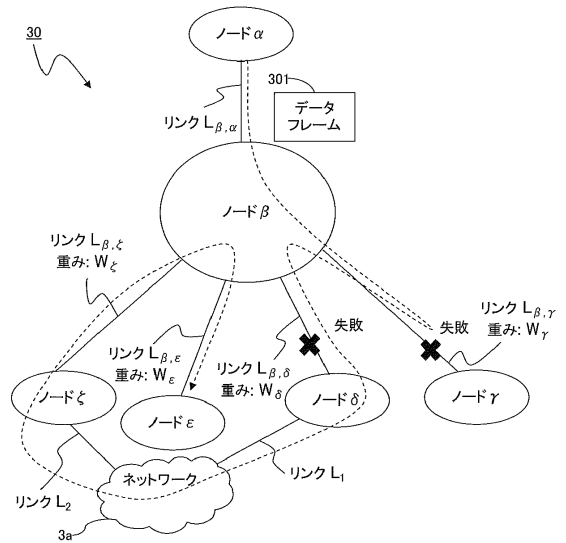 30
ノードα
301
データ
フレーム
リンク Lβ,α
ノードβ
リンク Lβ,ζ
重み: Wζ
リンク Lβ,ε
重み: Wε
リンク Lβ,δ
重み: Wδ
失敗
失敗
リンク Lβ,γ
重み: Wγ
ノードζ
ノードε
ノードδ
ノードγ
リンク L2
ネットワーク
リンク L1
3a